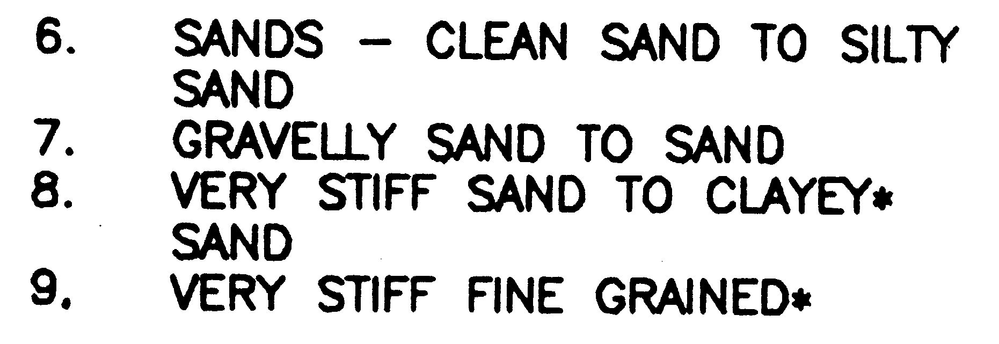 6. SANDS – CLEAN SAND TO SILTY
SAND
7. GRAVELLY SAND TO SAND
8. VERY STIFF SAND TO CLAYEY*
SAND
9. VERY STIFF FINE GRAINED*